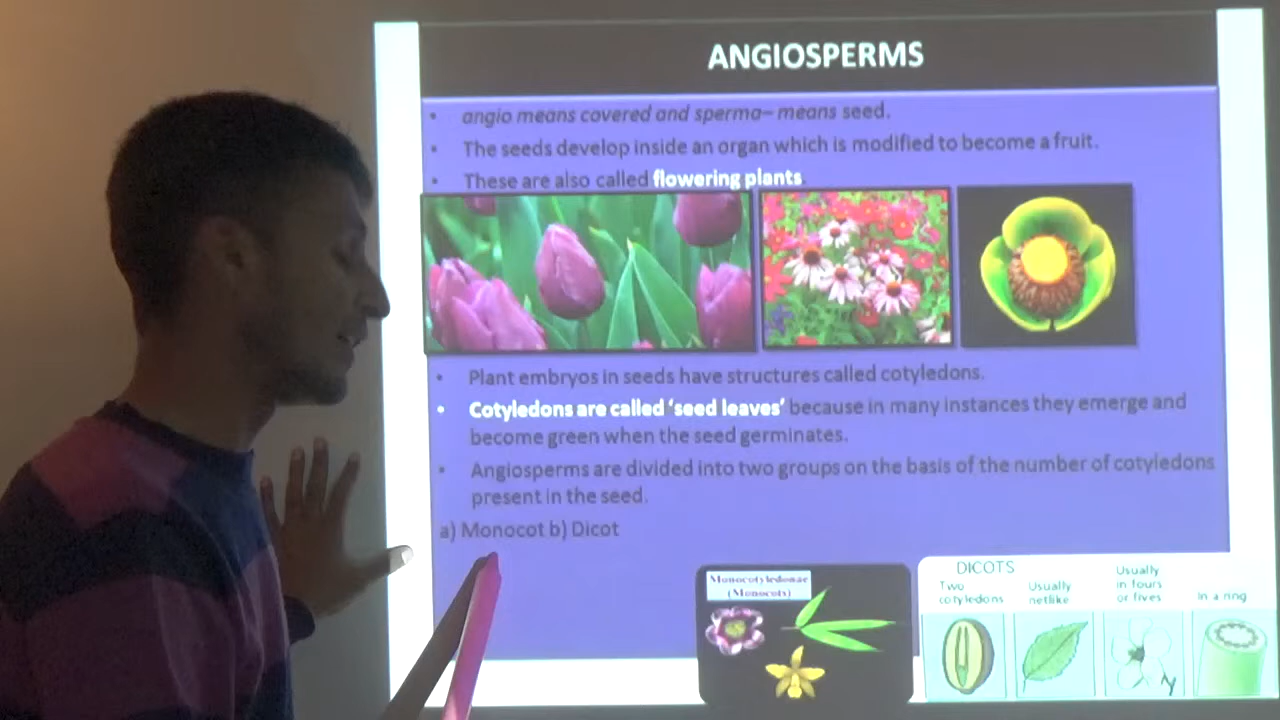 ANGIOSPERMS
• angio means covered and sperma– means seed.
• The seeds develop inside an organ which is modified to become a fruit.
• These are also called flowering plants.
• Plant embryos in seeds have structures called cotyledons.
• Cotyledons are called ‘seed leaves’ because in many instances they emerge and
become green when the seed germinates.
• Angiosperms are divided into two groups on the basis of the number of cotyledons
present in the seed.
a) Monocot b) Dicot
Monocotyledonae
(Monocots)
DICOTS
Two
cotyledons
Usually
netlike
Usually
in fours
or fives
In a ring